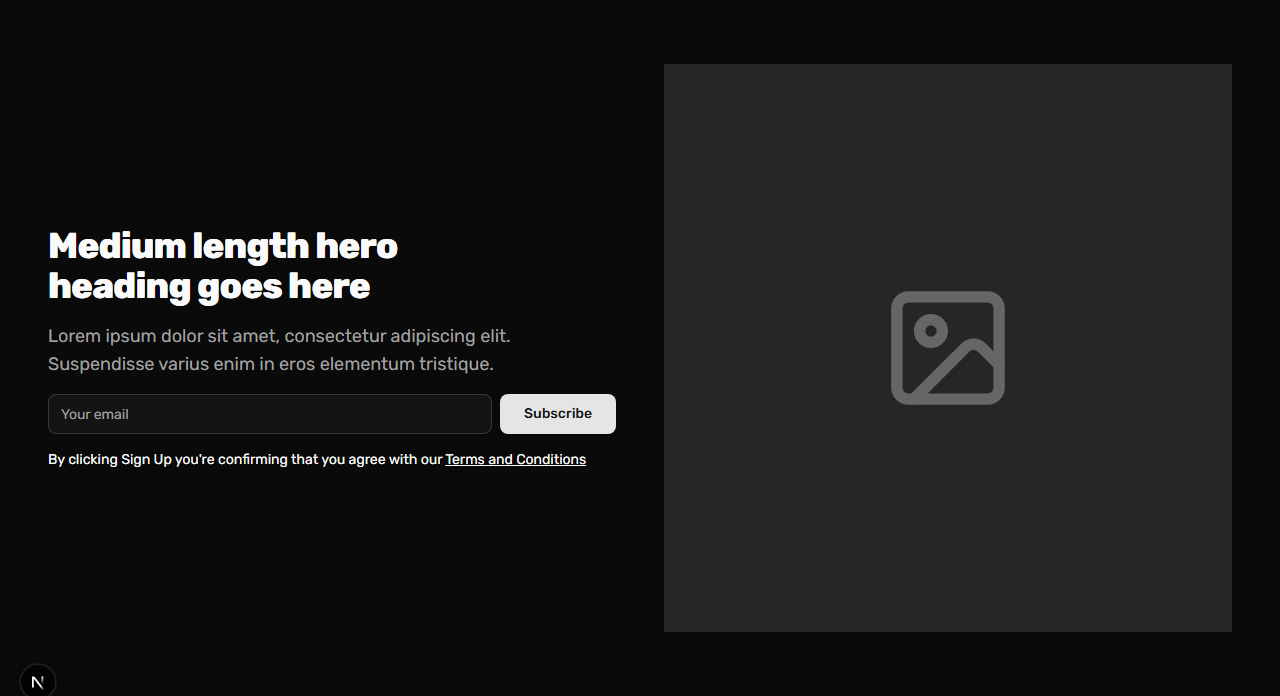 Medium length hero
heading goes here
Lorem ipsum dolor sit amet, consectetur adipiscing elit.
Suspendisse varius enim in eros elementum tristique.
Your email
Subscribe
By clicking Sign Up you're confirming that you agree with our Terms and Conditions
N